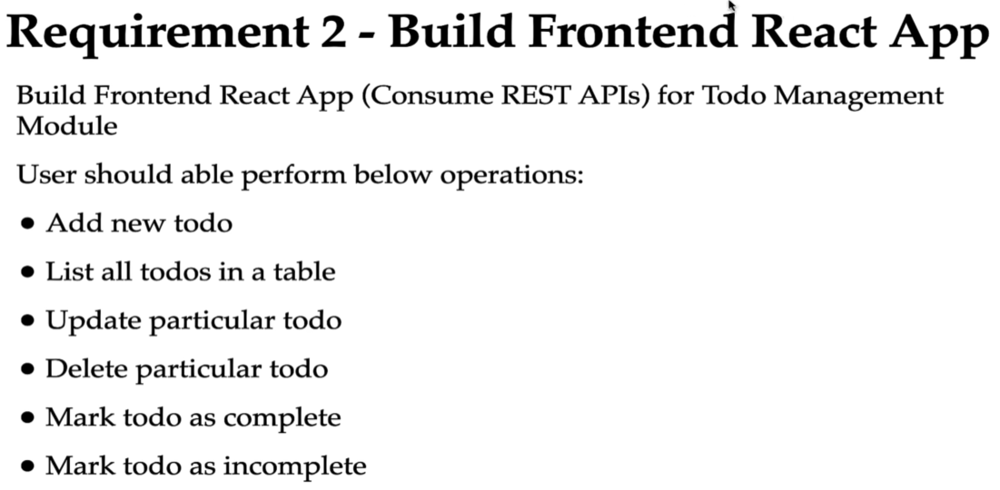 Requirement 2 - Build Frontend React App
Build Frontend React App (Consume REST APIs) for Todo Management
Module
User should able perform below operations:
• Add new todo
• List all todos in a table
• Update particular todo
• Delete particular todo
• Mark todo as complete
• Mark todo as incomplete